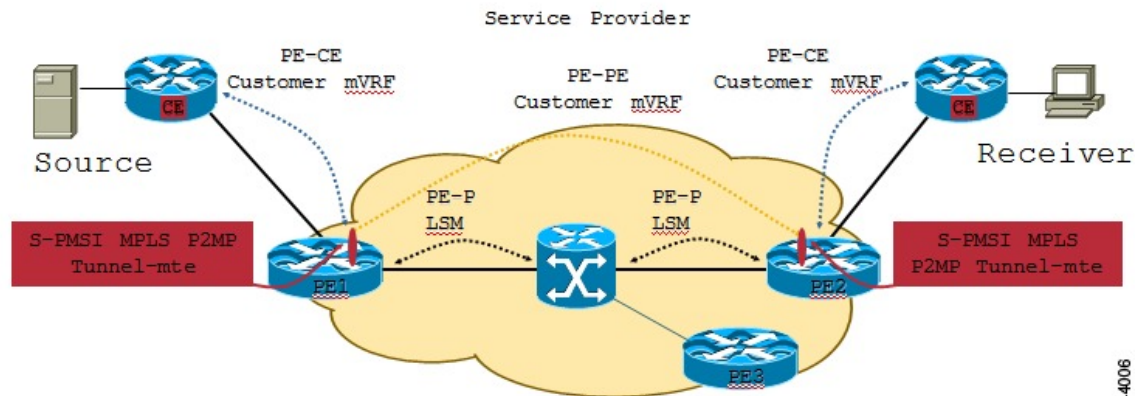 Service Provider
PE-CE
Customer mVRF
PE-PE
Customer mVRF
PE-CE
Customer mVRF
CE
CE
Source
Receiver
PE-P
LSM
PE-P
LSM
S-PMSI MPLS P2MP
Tunnel-mte
S-PMSI MPLS
P2MP Tunnel-mte
PE1
PE2
PE3
4006